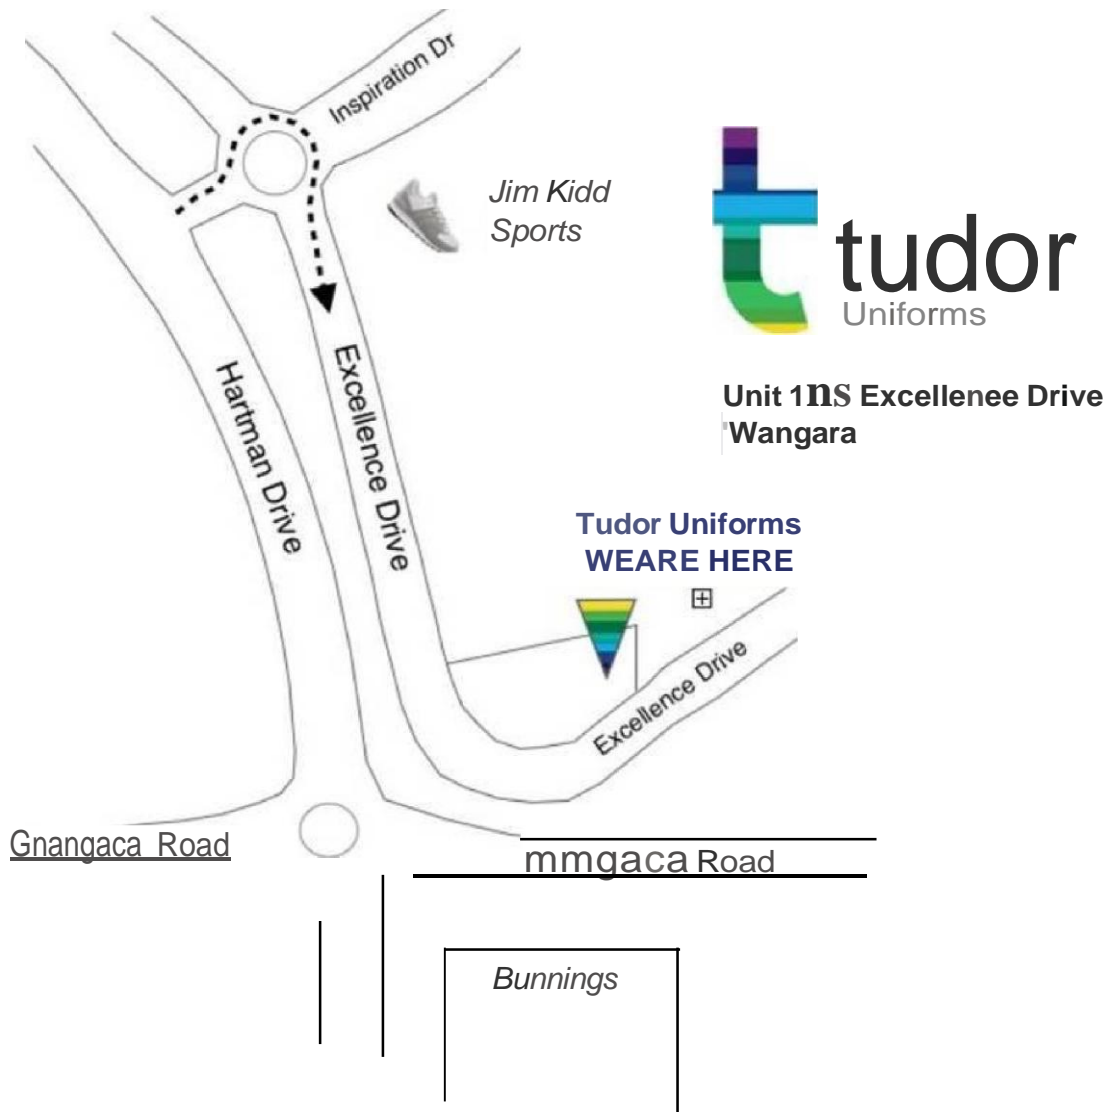 Inspiration Dr
Jim Kidd
Sports
tudor
Uniforms
Hartman Drive
Excellence Drive
Unit 1ns Excellenee Drive
'Wangara
Tudor Uniforms
WEARE HERE
Excellence Drive
Gnangaca Road
mmgaca Road
Bunnings